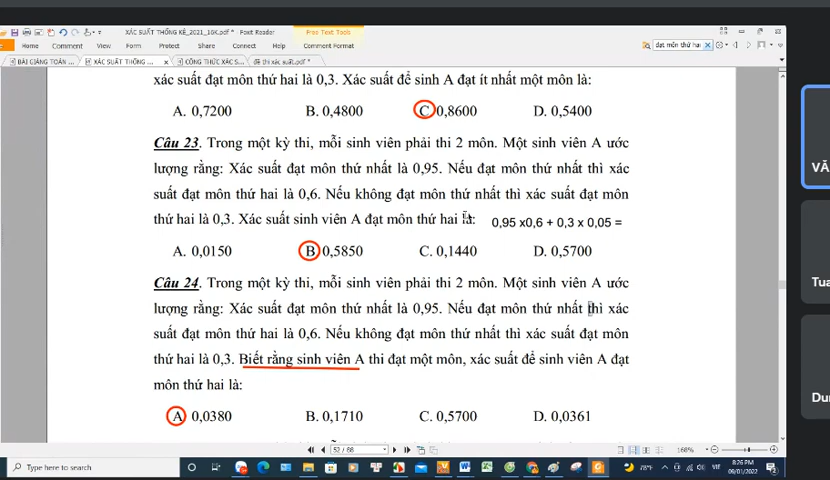 XÁC SUẤT THỐNG KÊ_2021_16K.pdf * - Foxit Reader
Free Text Tools
Home Comment View Form Protect Share Connect Help Comment Format
đạt môn thứ hai
BÀI GIẢNG TOÁN ... XÁC SUẤT THỐNG ... CÔNG THỨC XÁC S... đề thi xác suất.pdf *
xác suất đạt môn thứ hai là 0,3. Xác suất để sinh A đạt ít nhất một môn là:
A. 0,7200 B. 0,4800 C 0,8600 D. 0,5400
Câu 23. Trong một kỳ thi, mỗi sinh viên phải thi 2 môn. Một sinh viên A ước
lượng rằng: Xác suất đạt môn thứ nhất là 0,95. Nếu đạt môn thứ nhất thì xác
suất đạt môn thứ hai là 0,6. Nếu không đạt môn thứ nhất thì xác suất đạt môn
thứ hai là 0,3. Xác suất sinh viên A đạt môn thứ hai là: 0,95 x0,6 + 0,3 x 0,05 =
A. 0,0150 B 0,5850 C. 0,1440 D. 0,5700
Câu 24. Trong một kỳ thi, mỗi sinh viên phải thi 2 môn. Một sinh viên A ước
lượng rằng: Xác suất đạt môn thứ nhất là 0,95. Nếu đạt môn thứ nhất thì xác
suất đạt môn thứ hai là 0,6. Nếu không đạt môn thứ nhất thì xác suất đạt môn
thứ hai là 0,3. Biết rằng sinh viên A thi đạt một môn, xác suất để sinh viên A đạt
môn thứ hai là:
A 0,0380 B. 0,1710 C. 0,5700 D. 0,0361
52 / 88
168%
Type here to search
78°F
VIE
8:26 PM
09/01/2022
VĂ
Tua
Du